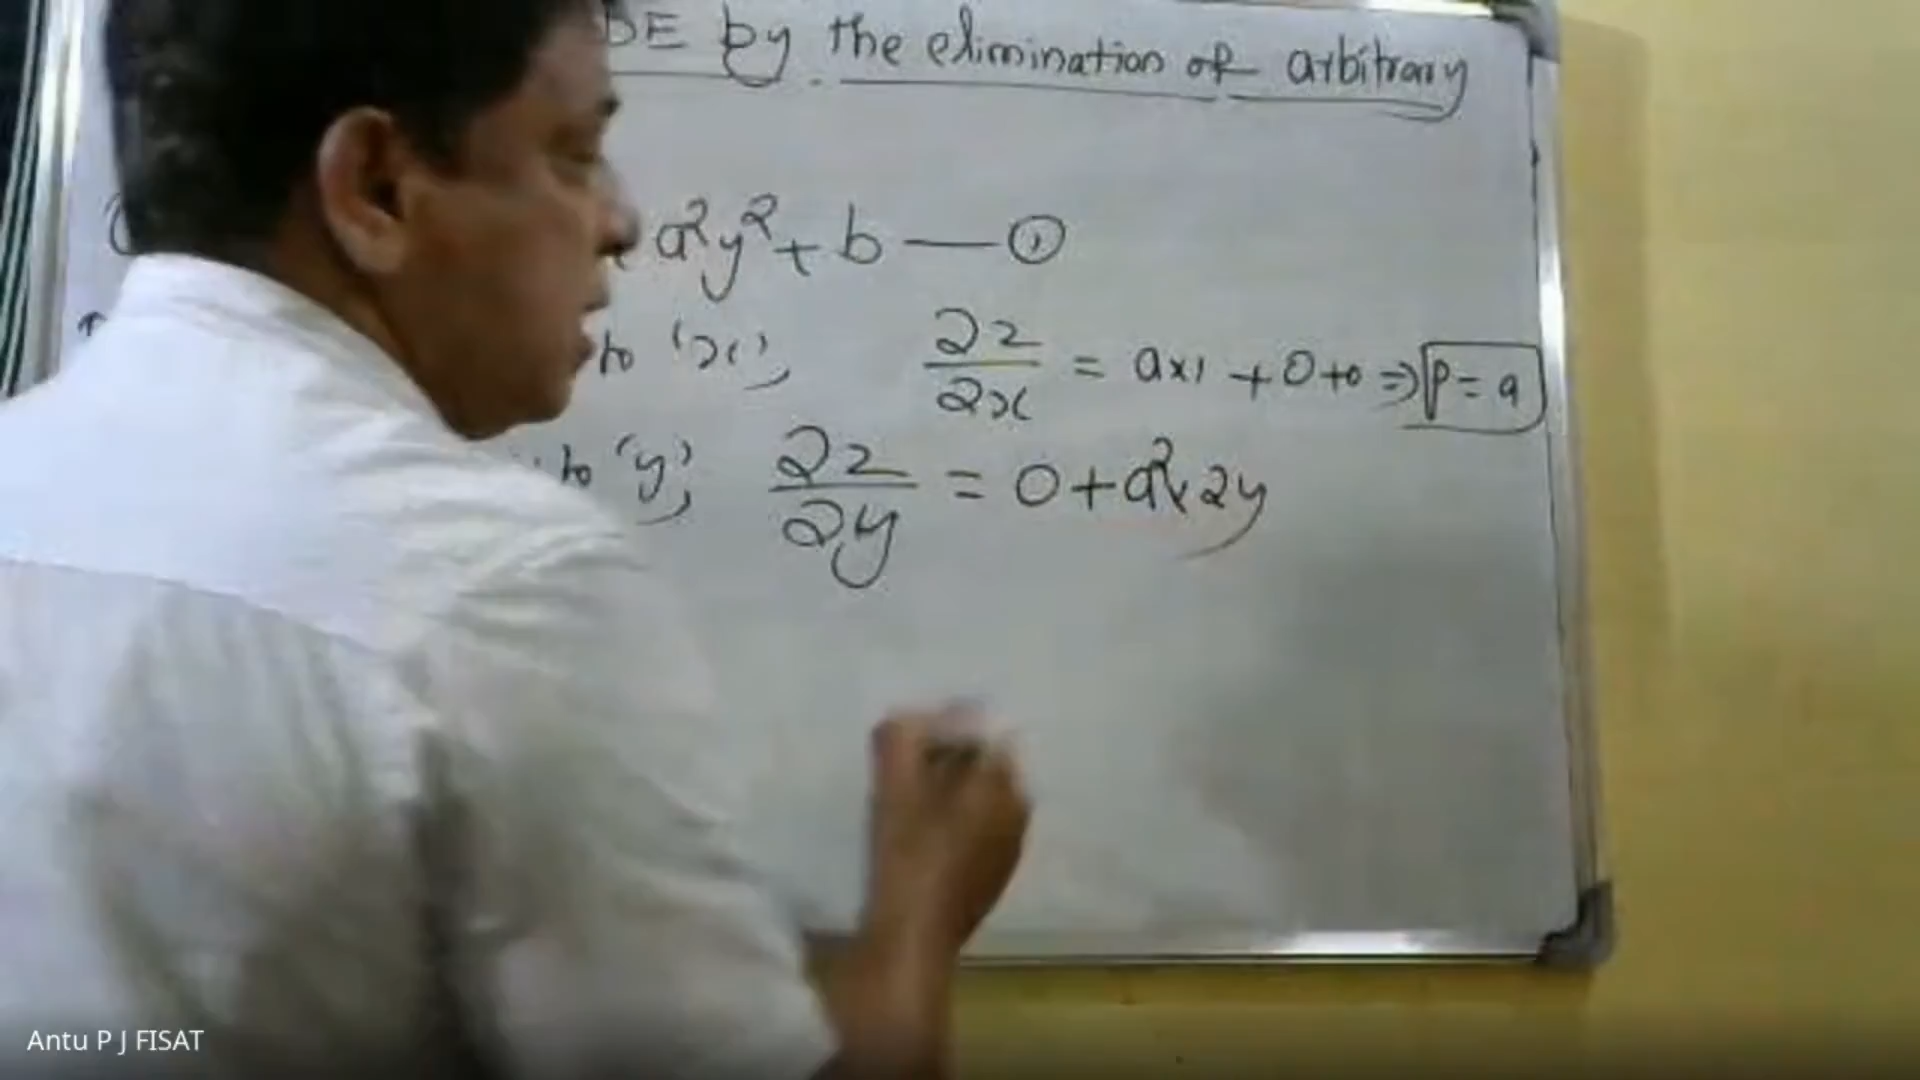 DE by the elimination of arbitrary
a²y² + b — ①
to 'x', ∂z/∂x = a×1 + 0+0 ⇒ p = a
to 'y', ∂z/∂y = 0 + a²×2y
Antu P J FISAT